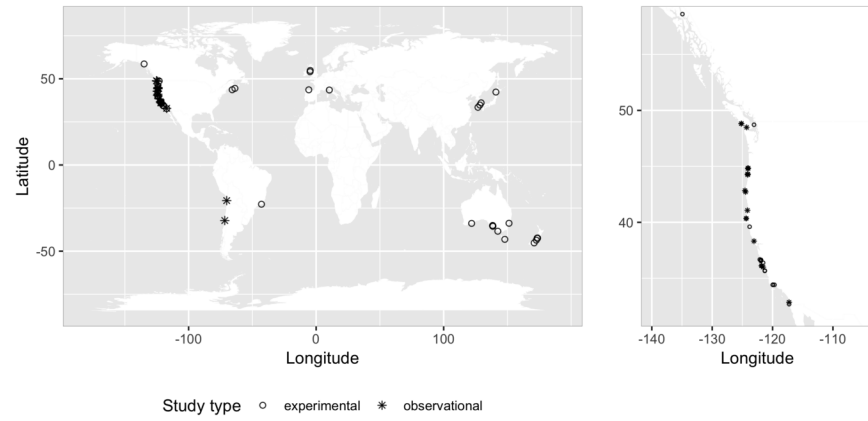 50
0
-50
Latitude
-100
0
100
Longitude
50
40
-140
-130
-120
-110
Longitude
Study type
experimental
observational